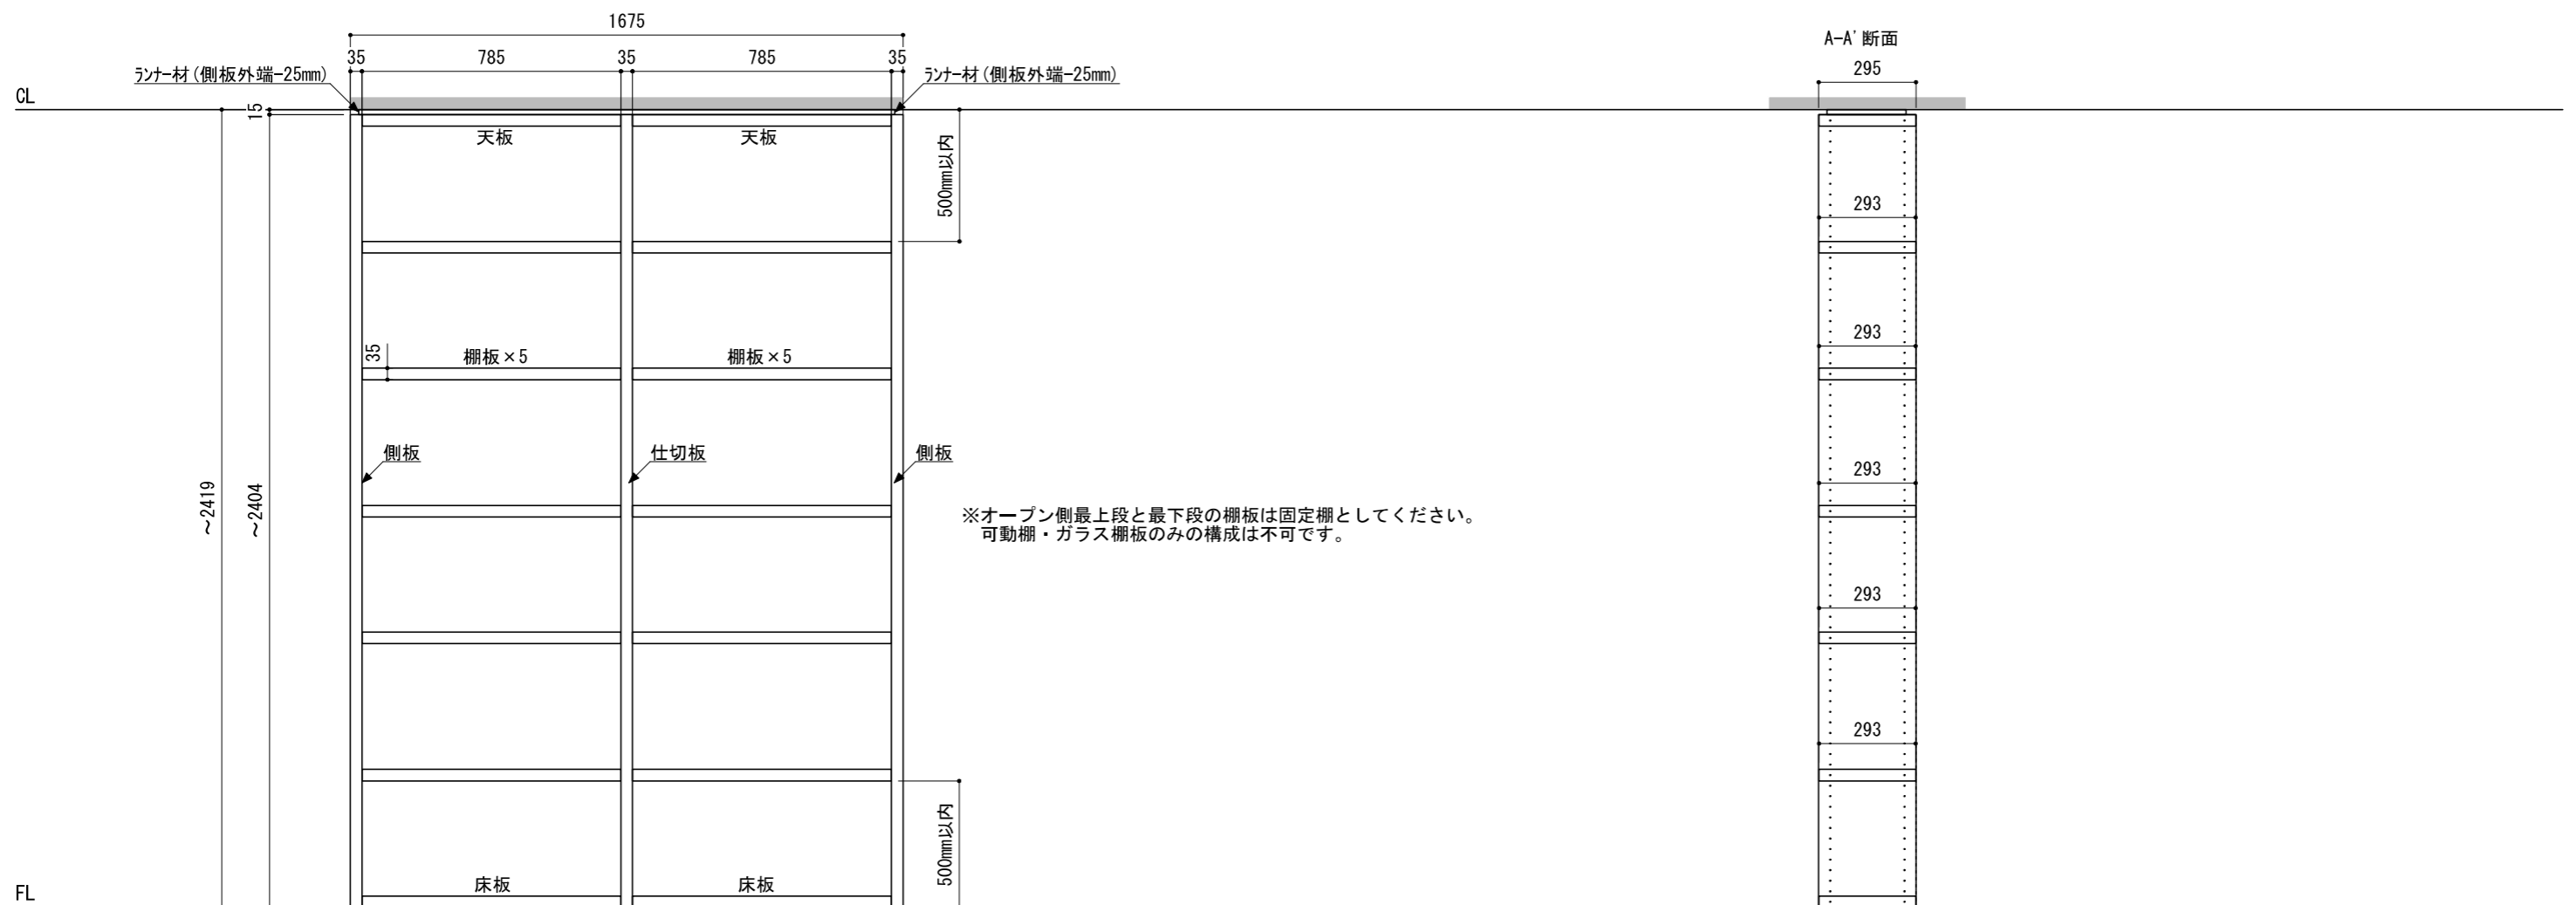 1675
A-A' 断面
35
785
35
785
35
295
ﾗﾝﾅｰ材(側板外端-25mm)
ﾗﾝﾅｰ材(側板外端-25mm)
CL
15
天板
天板
500mm以内
293
293
35
棚板×5
棚板×5
側板
仕切板
側板
293
～2419
～2404
※オープン側最上段と最下段の棚板は固定棚としてください。
可動棚・ガラス棚板のみの構成は不可です。
293
293
500mm以内
床板
床板
FL